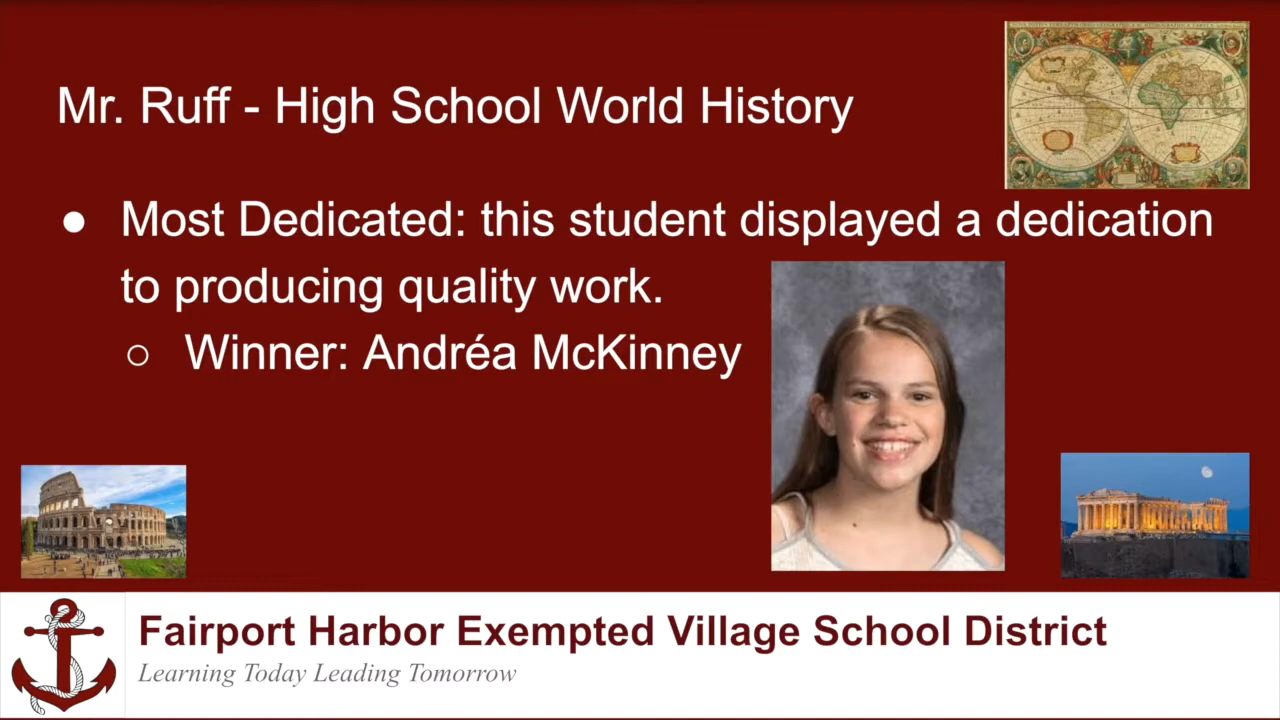 Mr. Ruff - High School World History
● Most Dedicated: this student displayed a dedication
to producing quality work.
○ Winner: Andréa McKinney
Fairport Harbor Exempted Village School District
Learning Today Leading Tomorrow